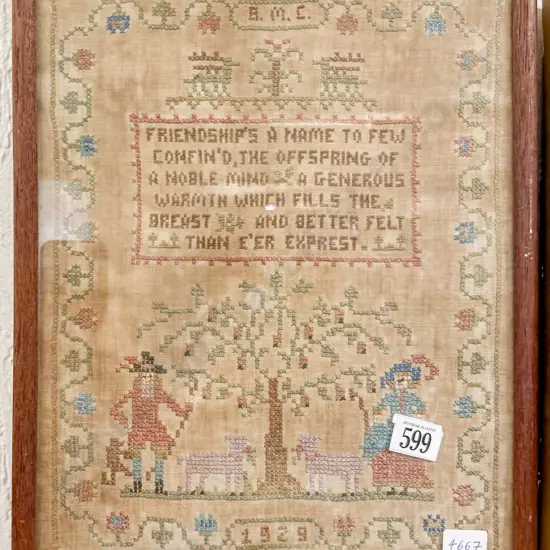 B.M.C.
FRIENDSHIP'S A NAME TO FEW
CONFIN'D, THE OFFSPRING OF
A NOBLE MIND A GENEROUS
WARMTH WHICH FILLS THE
BREAST AND BETTER FELT
THAN E'ER EXPREST.
599
1929
4667